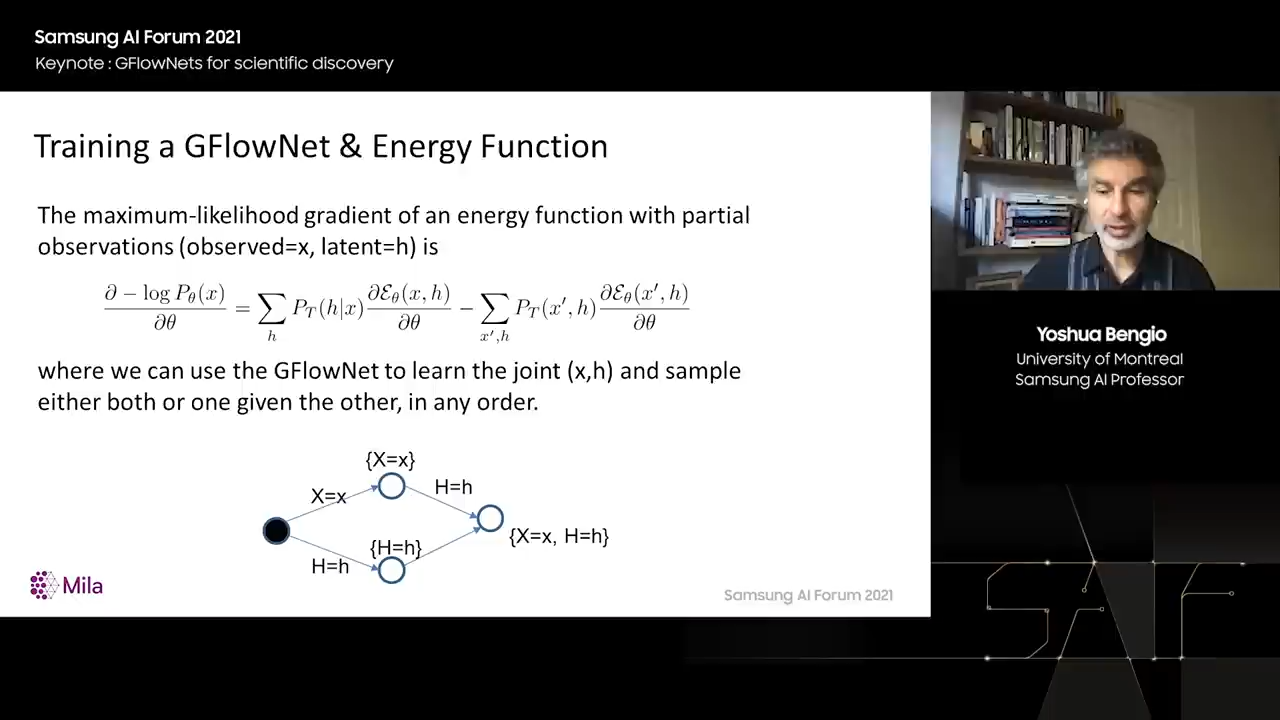 Samsung AI Forum 2021
Keynote : GFlowNets for scientific discovery
Training a GFlowNet & Energy Function
The maximum-likelihood gradient of an energy function with partial
observations (observed=x, latent=h) is
∂ − log P_θ(x) / ∂θ = ∑_h P_T(h|x) ∂ℰ_θ(x, h) / ∂θ − ∑_{x′,h} P_T(x′, h) ∂ℰ_θ(x′, h) / ∂θ
where we can use the GFlowNet to learn the joint (x,h) and sample
either both or one given the other, in any order.
{X=x}
X=x
H=h
{X=x, H=h}
{H=h}
H=h
Mila
Samsung AI Forum 2021
Yoshua Bengio
University of Montreal
Samsung AI Professor
SAF